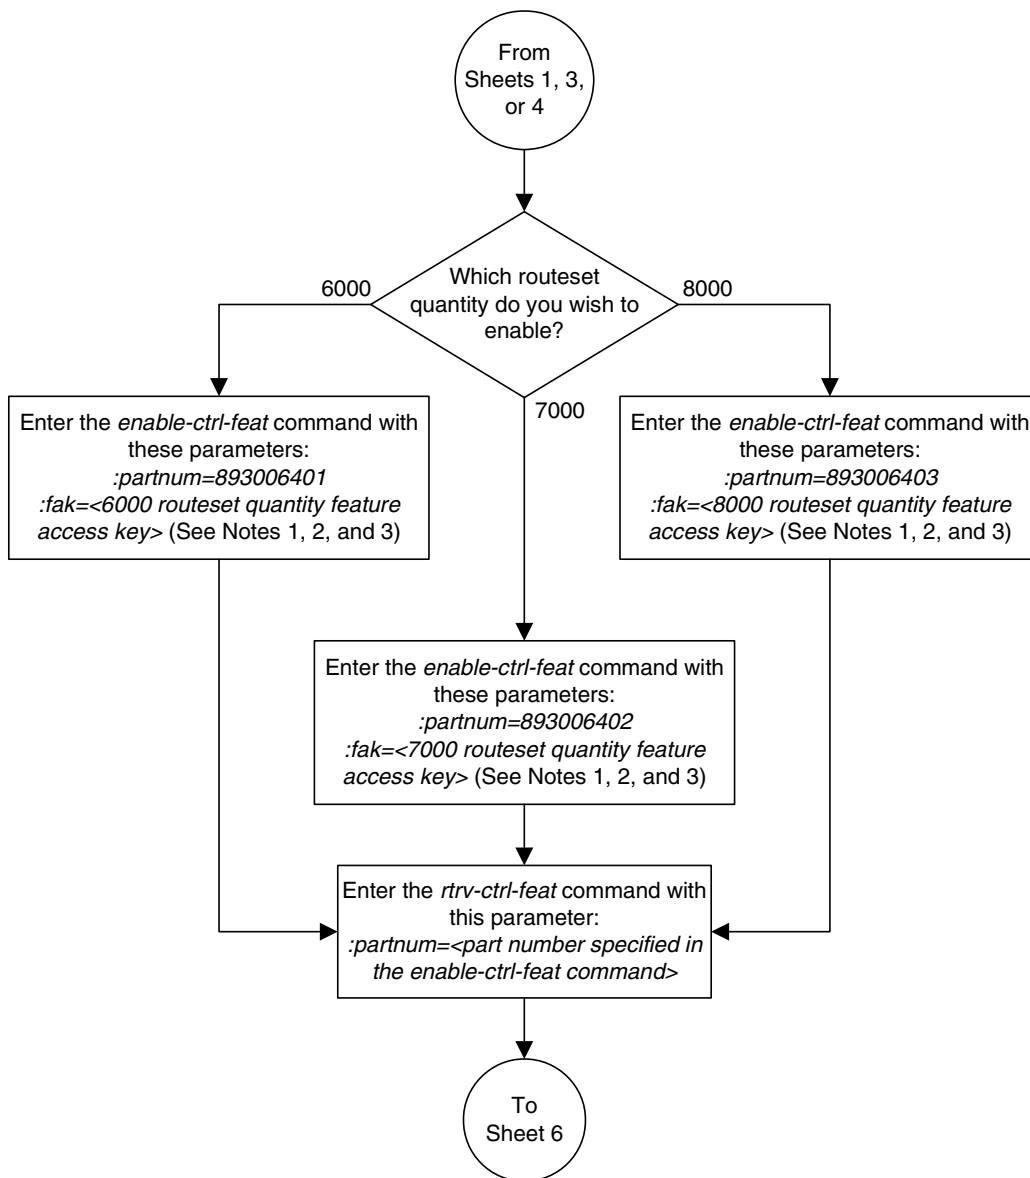 From
Sheets 1, 3,
or 4
Which routeset
quantity do you wish to
enable?
6000
8000
7000
Enter the enable-ctrl-feat command with
these parameters:
:partnum=893006401
:fak=<6000 routeset quantity feature
access key> (See Notes 1, 2, and 3)
Enter the enable-ctrl-feat command with
these parameters:
:partnum=893006403
:fak=<8000 routeset quantity feature
access key> (See Notes 1, 2, and 3)
Enter the enable-ctrl-feat command with
these parameters:
:partnum=893006402
:fak=<7000 routeset quantity feature
access key> (See Notes 1, 2, and 3)
Enter the rtrv-ctrl-feat command with
this parameter:
:partnum=<part number specified in
the enable-ctrl-feat command>
To
Sheet 6